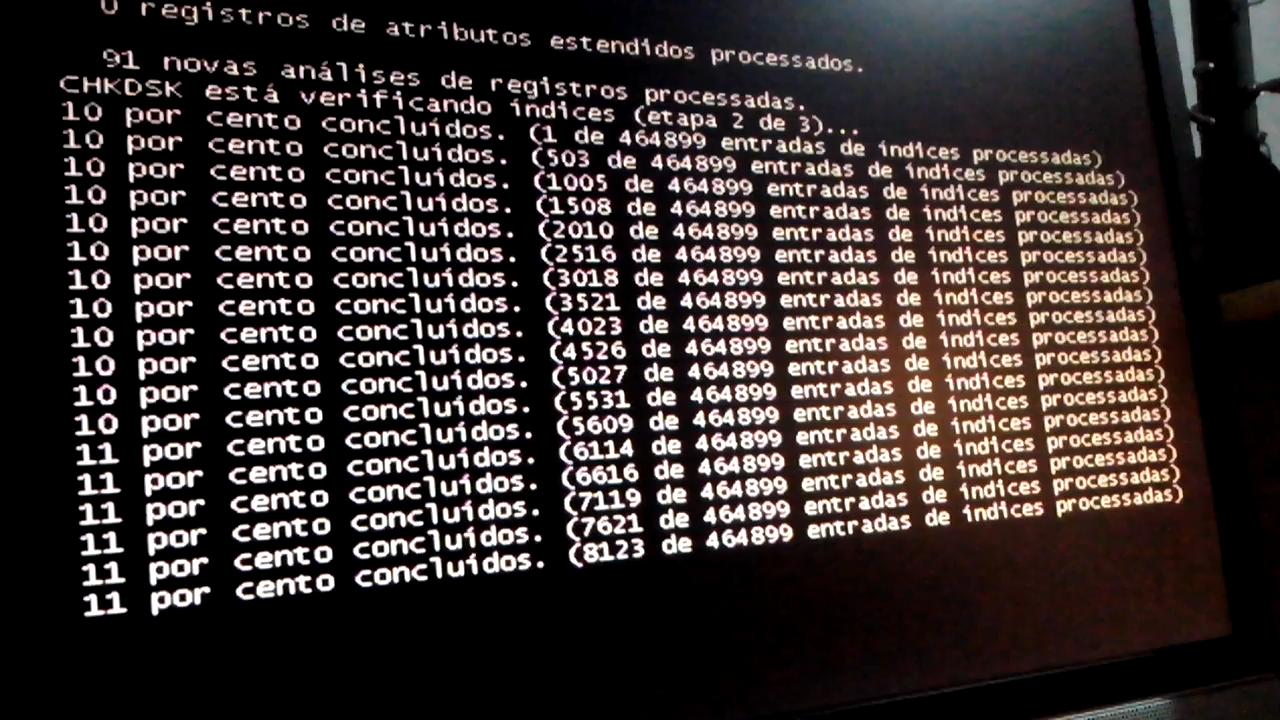 0 registros de atributos estendidos processados.
91 novas análises de registros processadas.
CHKDSK está verificando índices (etapa 2 de 3)...
10 por cento concluídos. (1 de 464899 entradas de índices processadas)
10 por cento concluídos. (503 de 464899 entradas de índices processadas)
10 por cento concluídos. (1005 de 464899 entradas de índices processadas)
10 por cento concluídos. (1508 de 464899 entradas de índices processadas)
10 por cento concluídos. (2010 de 464899 entradas de índices processadas)
10 por cento concluídos. (2516 de 464899 entradas de índices processadas)
10 por cento concluídos. (3018 de 464899 entradas de índices processadas)
10 por cento concluídos. (3521 de 464899 entradas de índices processadas)
10 por cento concluídos. (4023 de 464899 entradas de índices processadas)
10 por cento concluídos. (4526 de 464899 entradas de índices processadas)
10 por cento concluídos. (5027 de 464899 entradas de índices processadas)
10 por cento concluídos. (5531 de 464899 entradas de índices processadas)
11 por cento concluídos. (5609 de 464899 entradas de índices processadas)
11 por cento concluídos. (6114 de 464899 entradas de índices processadas)
11 por cento concluídos. (6616 de 464899 entradas de índices processadas)
11 por cento concluídos. (7119 de 464899 entradas de índices processadas)
11 por cento concluídos. (7621 de 464899 entradas de índices processadas)
11 por cento concluídos. (8123 de 464899 entradas de índices processadas)